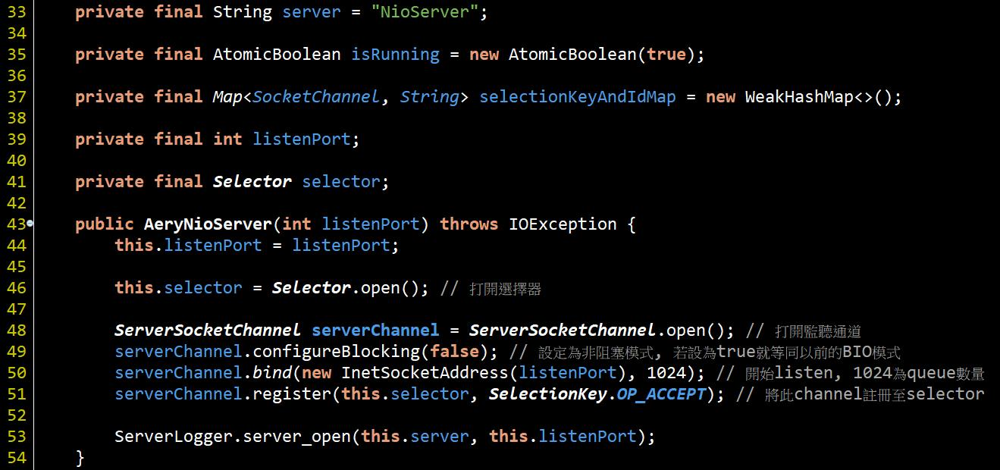 33 private final String server = "NioServer";
34
35 private final AtomicBoolean isRunning = new AtomicBoolean(true);
36
37 private final Map<SocketChannel, String> selectionKeyAndIdMap = new WeakHashMap<>();
38
39 private final int listenPort;
40
41 private final Selector selector;
42
43 public AeryNioServer(int listenPort) throws IOException {
44 this.listenPort = listenPort;
45
46 this.selector = Selector.open(); // 打開選擇器
47
48 ServerSocketChannel serverChannel = ServerSocketChannel.open(); // 打開監聽通道
49 serverChannel.configureBlocking(false); // 設定為非阻塞模式, 若設為true就等同以前的BIO模式
50 serverChannel.bind(new InetSocketAddress(listenPort), 1024); // 開始listen, 1024為queue數量
51 serverChannel.register(this.selector, SelectionKey.OP_ACCEPT); // 將此channel註冊至selector
52
53 ServerLogger.server_open(this.server, this.listenPort);
54 }